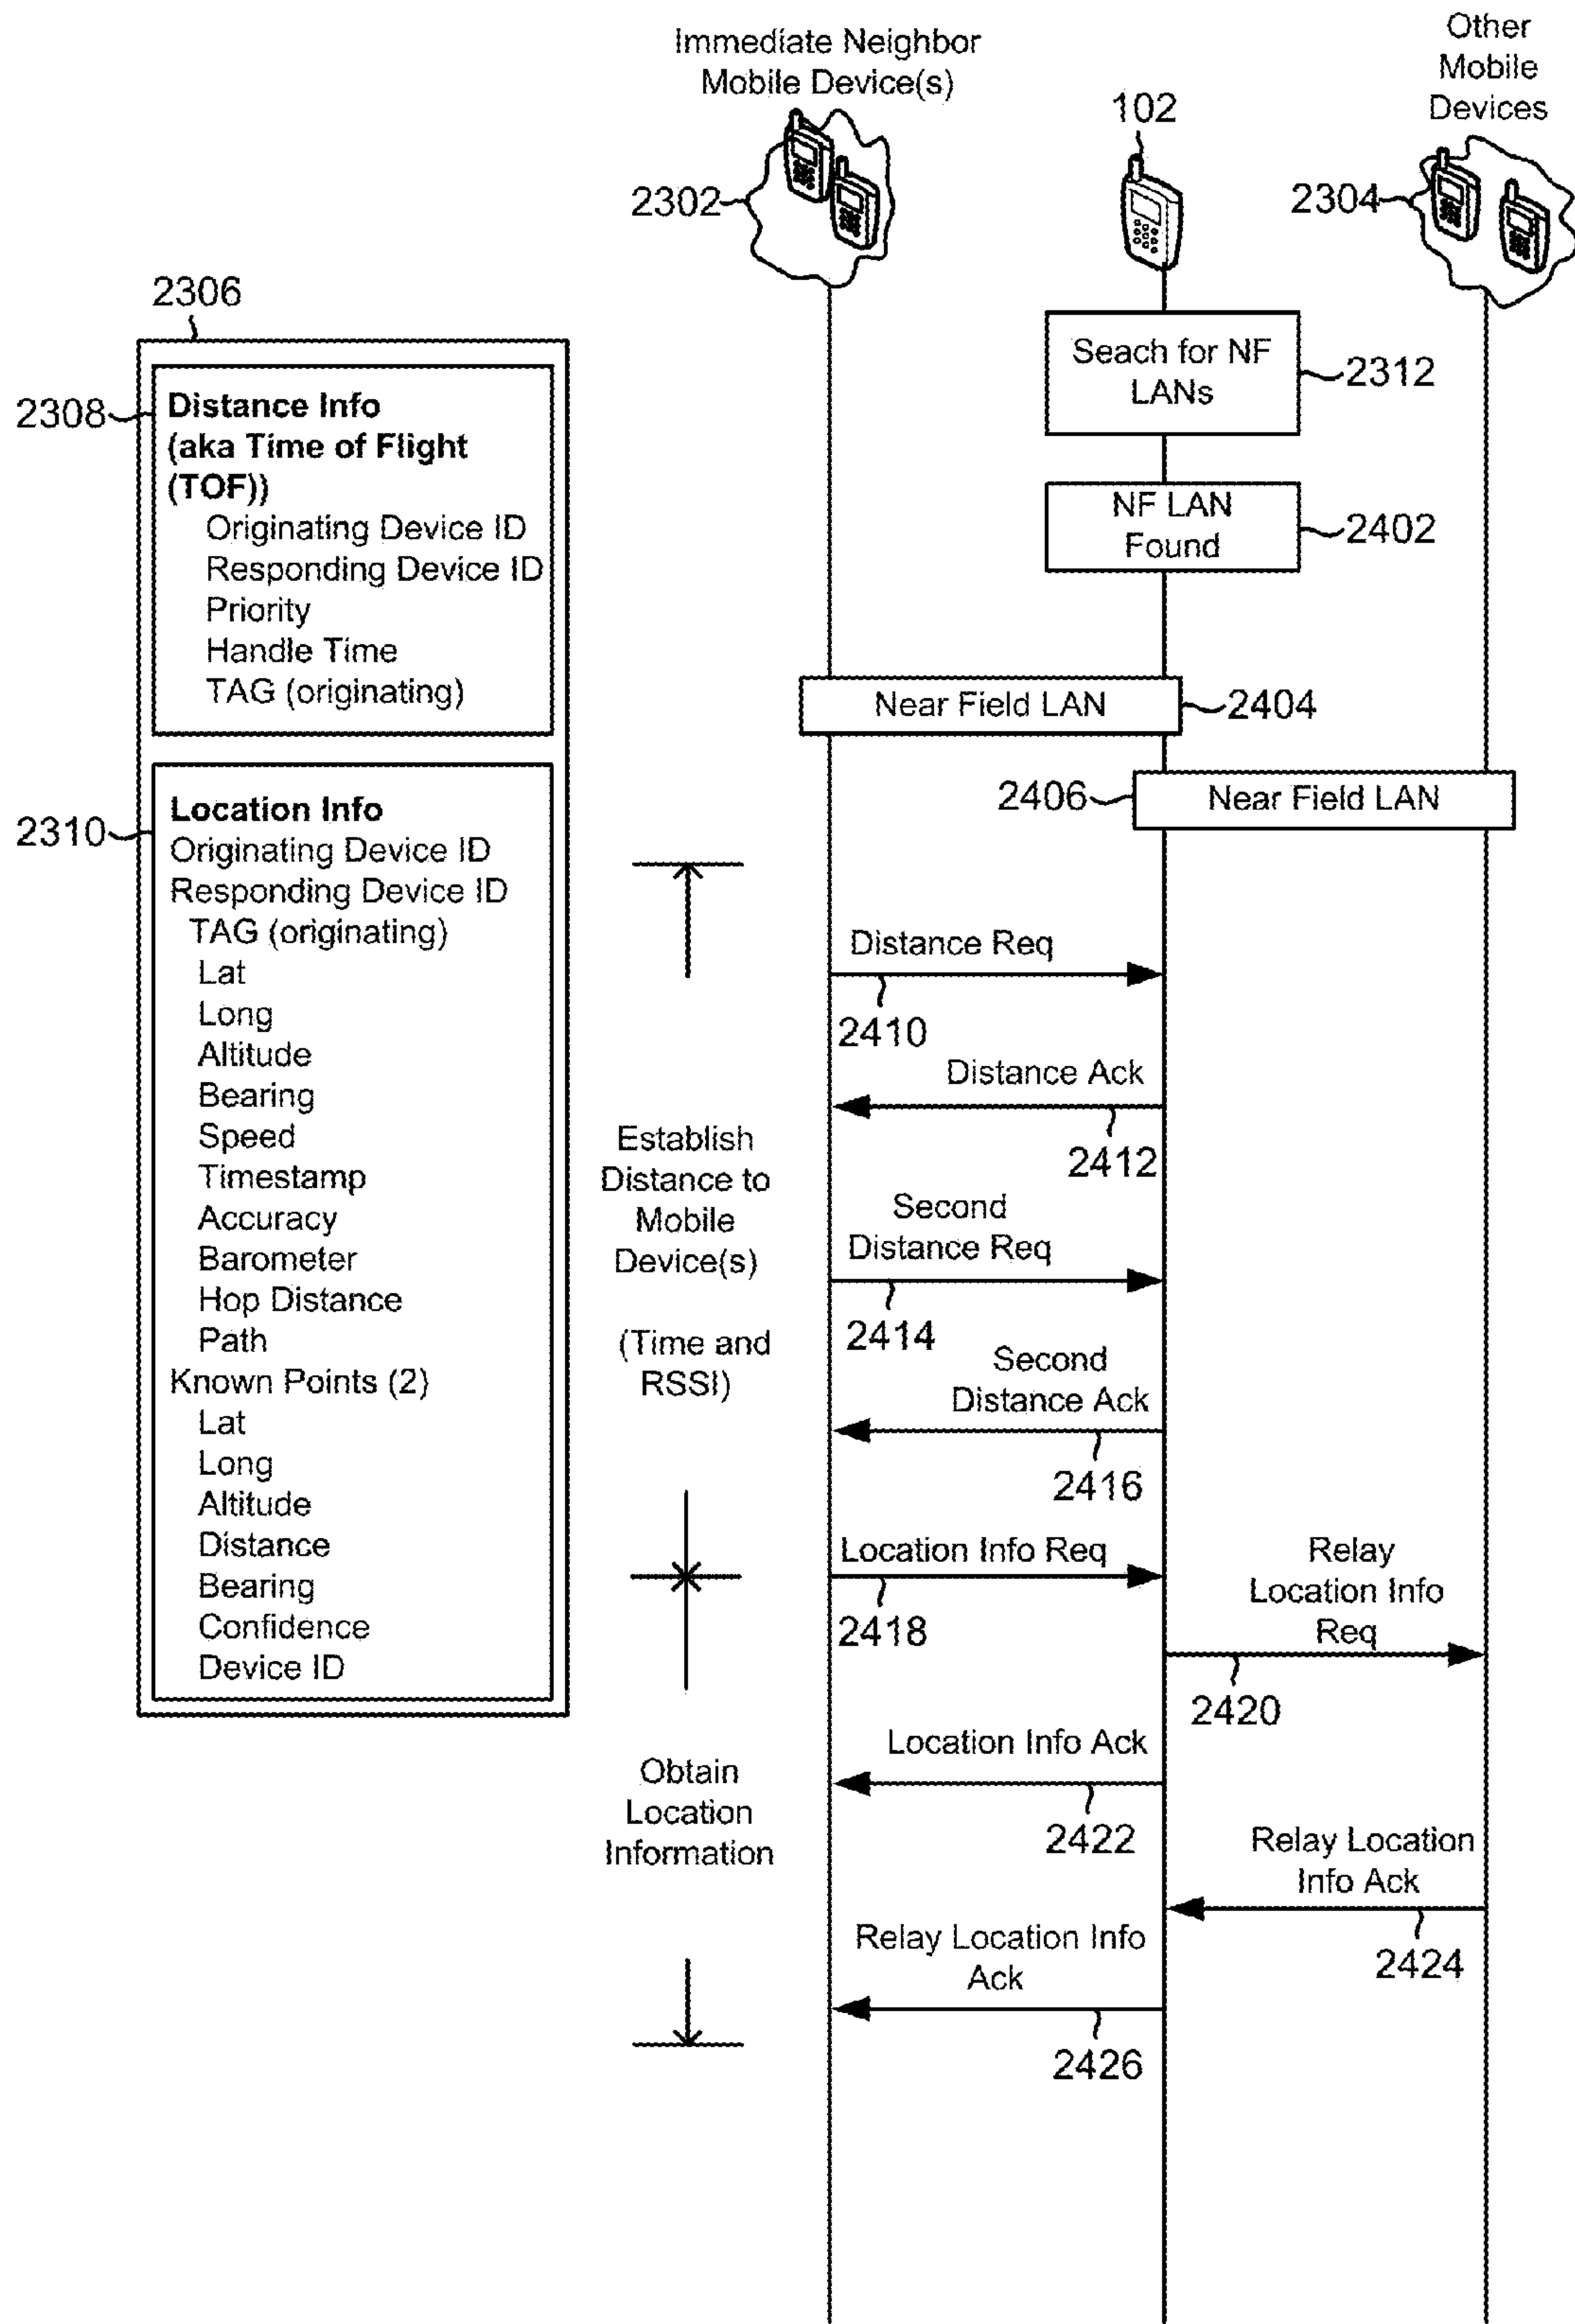 Immediate Neighbor
Mobile Device(s)
Other
Mobile
Devices
102
2302
2304
2306
2308
Distance Info
(aka Time of Flight
(TOF))
Originating Device ID
Responding Device ID
Priority
Handle Time
TAG (originating)
2310
Location Info
Originating Device ID
Responding Device ID
TAG (originating)
Lat
Long
Altitude
Bearing
Speed
Timestamp
Accuracy
Barometer
Hop Distance
Path
Known Points (2)
Lat
Long
Altitude
Distance
Bearing
Confidence
Device ID
Seach for NF
LANs
2312
NF LAN
Found
2402
Near Field LAN
2404
2406
Near Field LAN
Establish
Distance to
Mobile
Device(s)
(Time and
RSSI)
Distance Req
2410
Distance Ack
2412
Second
Distance Req
2414
Second
Distance Ack
2416
Location Info Req
2418
Relay
Location Info
Req
2420
Obtain
Location
Information
Location Info Ack
2422
Relay Location
Info Ack
2424
Relay Location Info
Ack
2426